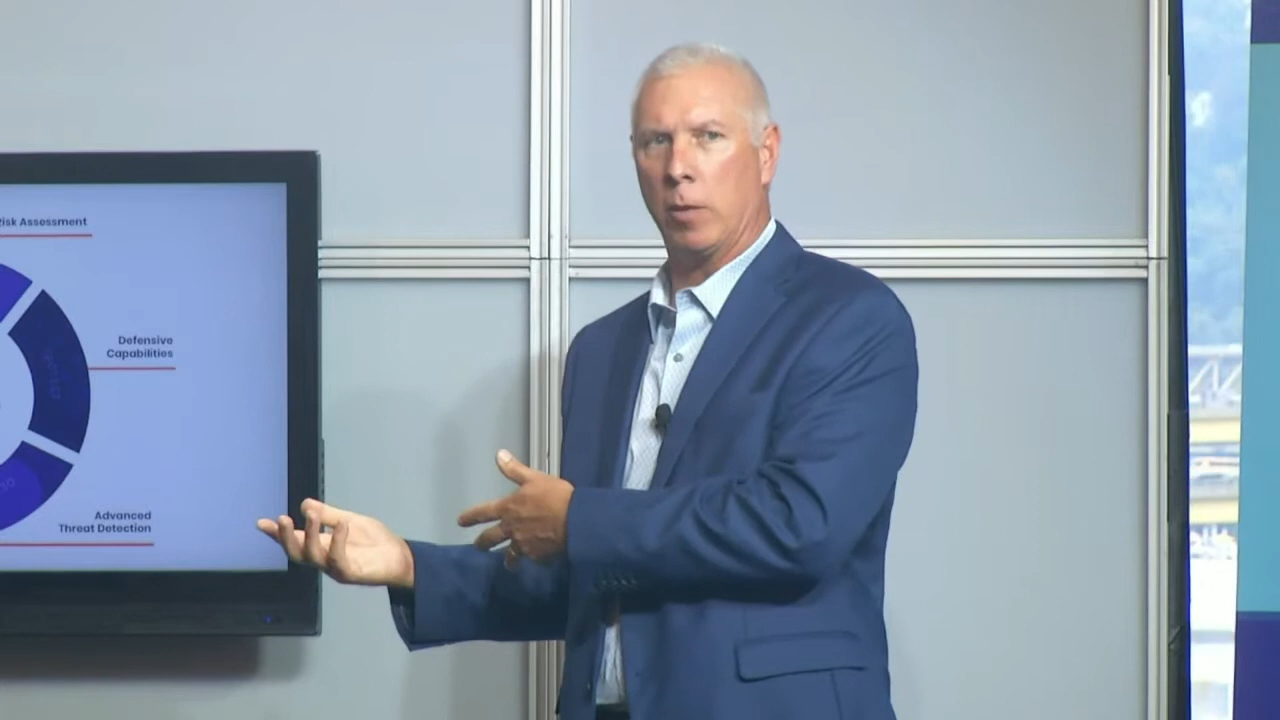 Risk Assessment
Defensive
Capabilities
Advanced
Threat Detection